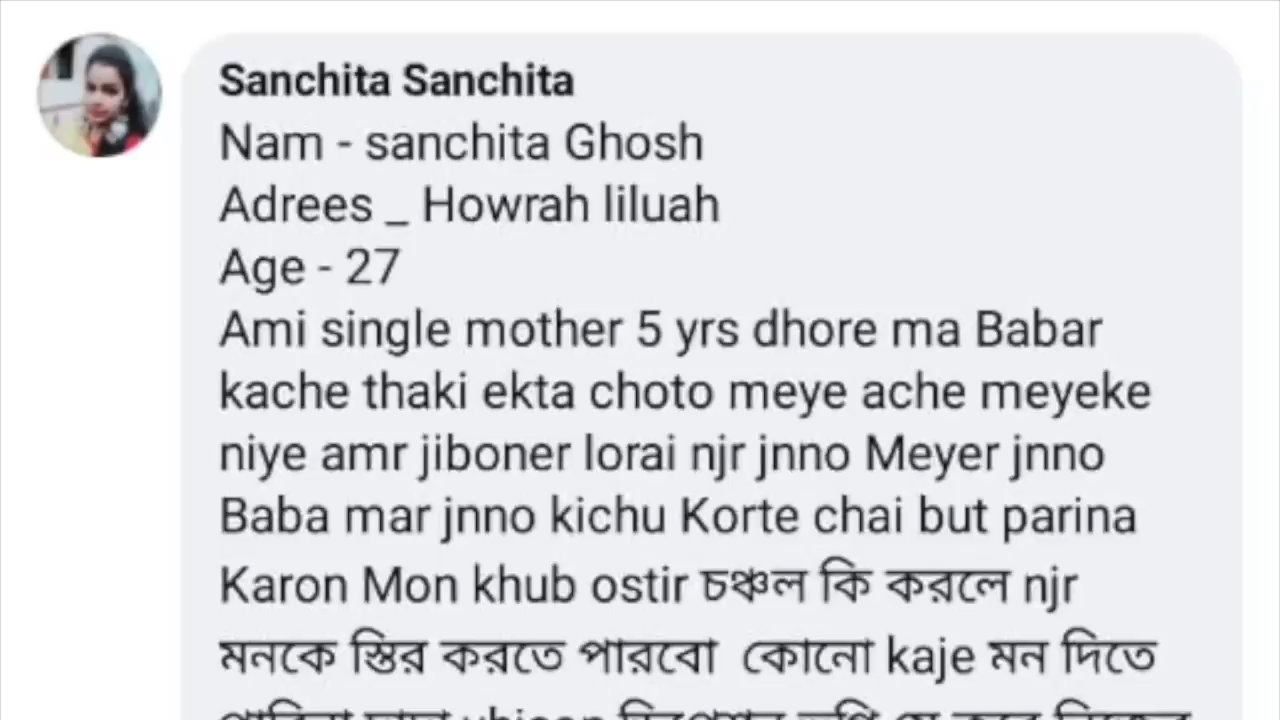 Sanchita Sanchita
Nam - sanchita Ghosh
Adrees _ Howrah liluah
Age - 27
Ami single mother 5 yrs dhore ma Babar
kache thaki ekta choto meye ache meyeke
niye amr jiboner lorai njr jnno Meyer jnno
Baba mar jnno kichu Korte chai but parina
Karon Mon khub ostir চঞ্চল কি করলে njr
মনকে স্তির করতে পারবো কোনো kaje মন দিতে